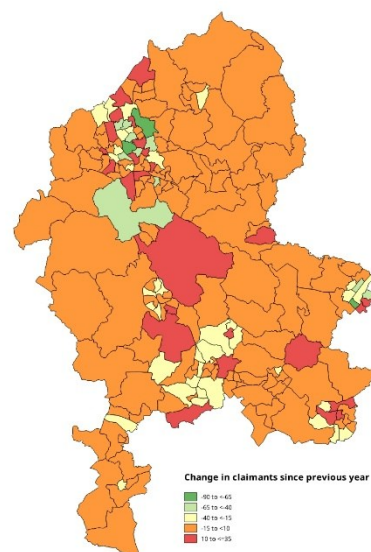 Change in claimants since previous year
-90 to <-65
-65 to <-40
-40 to <-15
-15 to <10
10 to <=35